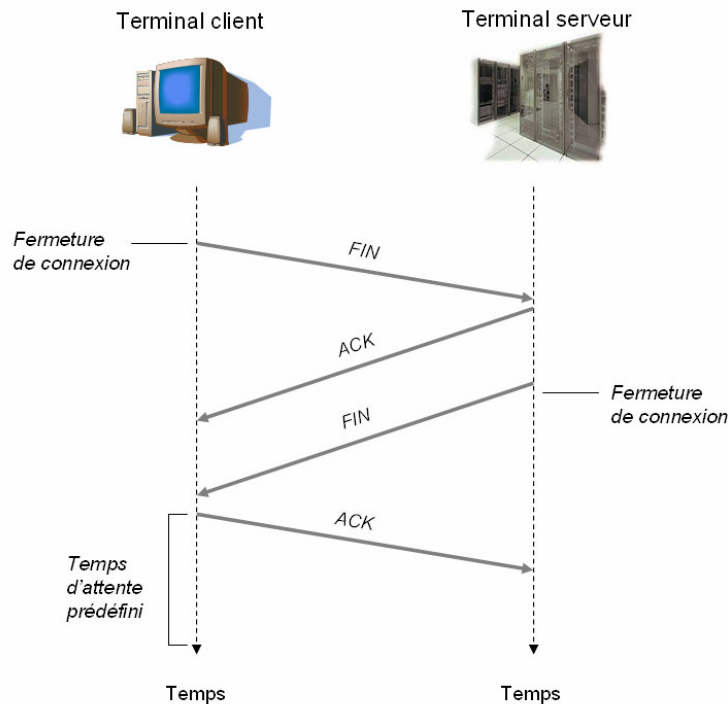 Terminal client
Terminal serveur
Fermeture
de connexion
FIN
ACK
Fermeture
de connexion
FIN
ACK
Temps
d'attente
prédéfini
Temps
Temps